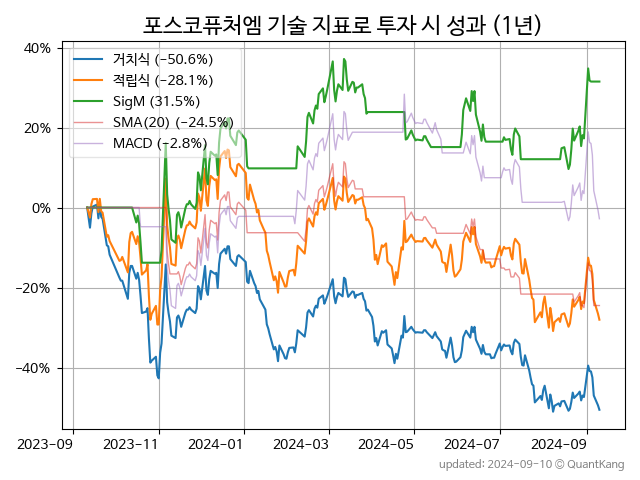 포스코퓨처엠 기술 지표로 투자 시 성과 (1년)
거치식 (−50.6%)
적립식 (−28.1%)
SigM (31.5%)
SMA(20) (−24.5%)
MACD (−2.8%)
40%
20%
0%
−20%
−40%
2023−09 2023−11 2024−01 2024−03 2024−05 2024−07 2024−09
updated: 2024−09−10 ⓒ QuantKang